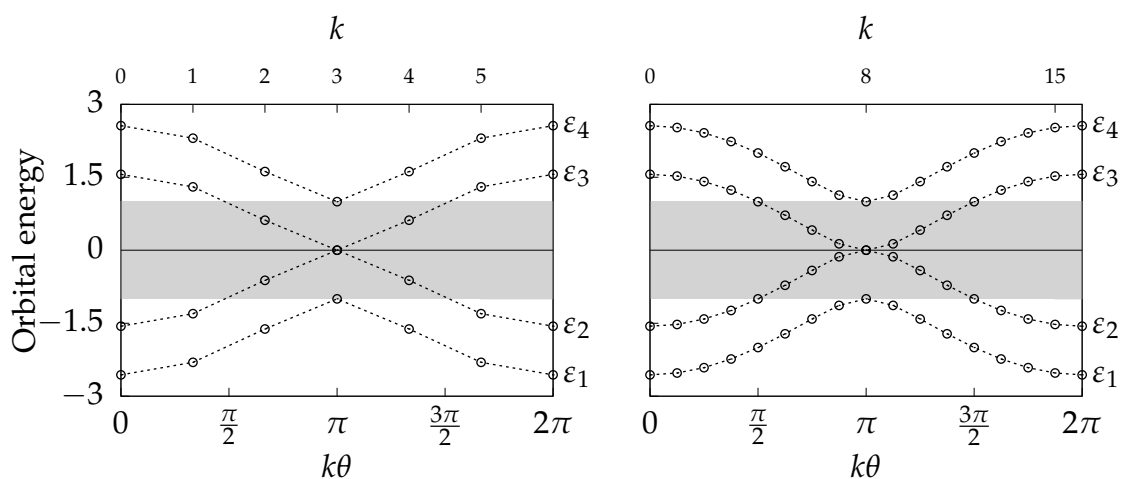 k
k
0 1 2 3 4 5
0 8 15
Orbital energy
3
1.5
0
−1.5
−3
ε4
ε3
ε2
ε1
ε4
ε3
ε2
ε1
0 π/2 π 3π/2 2π
0 π/2 π 3π/2 2π
kθ
kθ